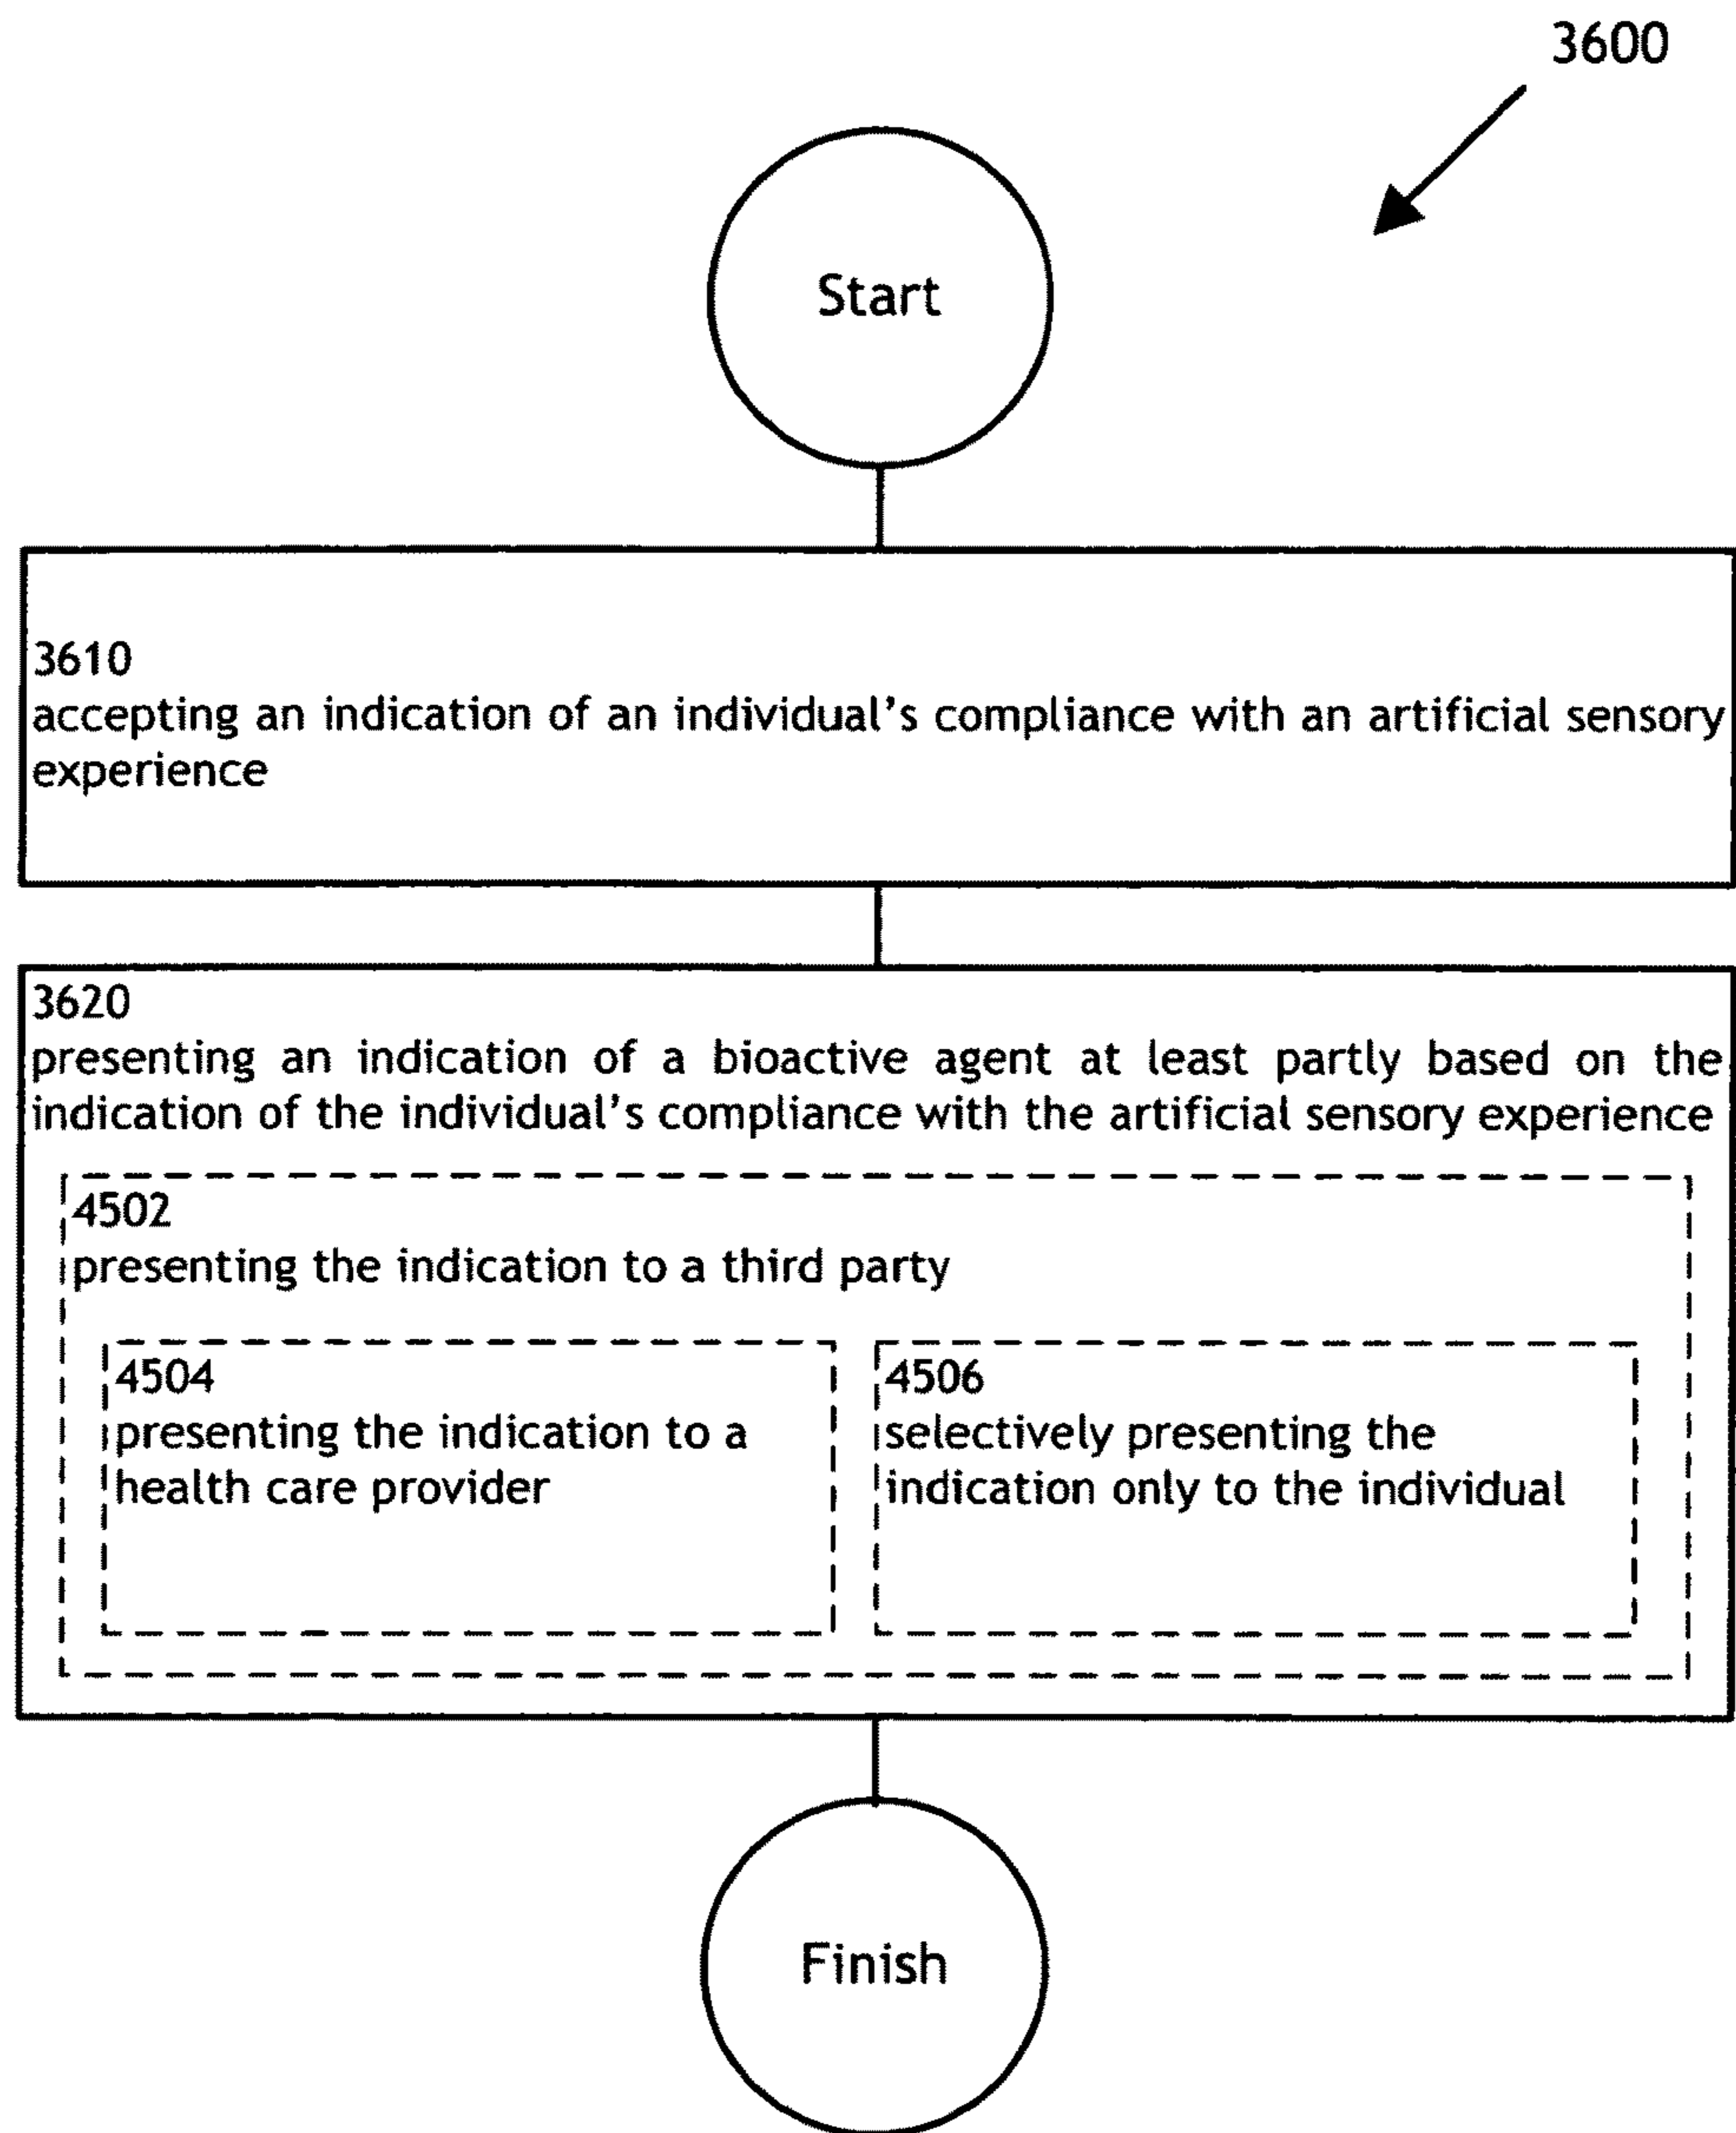 3600
Start
3610
accepting an indication of an individual's compliance with an artificial sensory
experience
3620
presenting an indication of a bioactive agent at least partly based on the
indication of the individual's compliance with the artificial sensory experience
4502
presenting the indication to a third party
4504
presenting the indication to a
health care provider
4506
selectively presenting the
indication only to the individual
Finish